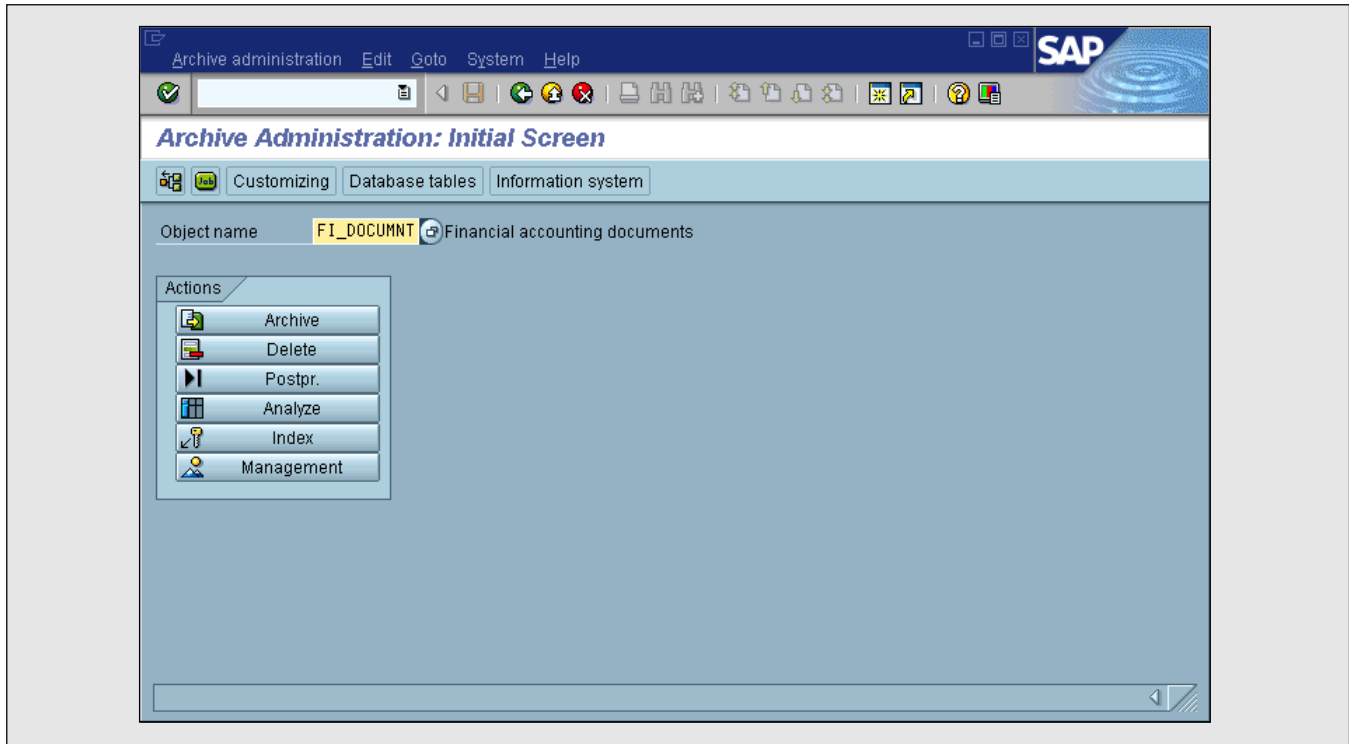 SAP
Archive administration Edit Goto System Help
Archive Administration: Initial Screen
Job Customizing Database tables Information system
Object name FI_DOCUMNT Financial accounting documents
Actions
Archive
Delete
Postpr.
Analyze
Index
Management